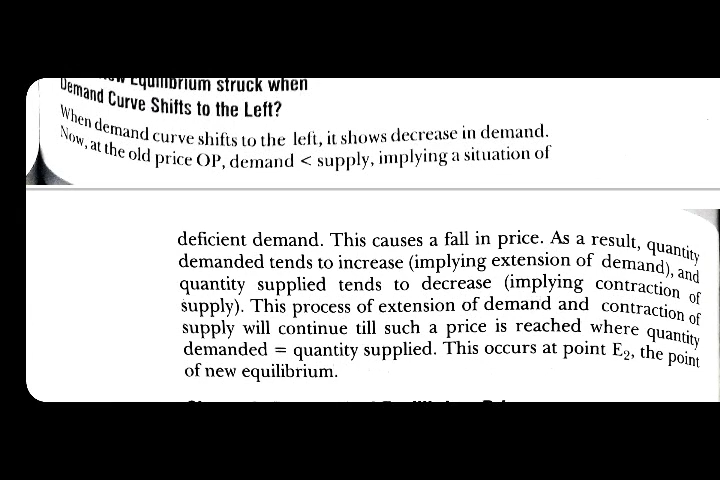 Equilibrium struck when
Demand Curve Shifts to the Left?
When demand curve shifts to the left, it shows decrease in demand.
Now, at the old price OP, demand < supply, implying a situation of
deficient demand. This causes a fall in price. As a result, quantity
demanded tends to increase (implying extension of demand), and
quantity supplied tends to decrease (implying contraction of
supply). This process of extension of demand and contraction of
supply will continue till such a price is reached where quantity
demanded = quantity supplied. This occurs at point E₂, the point
of new equilibrium.